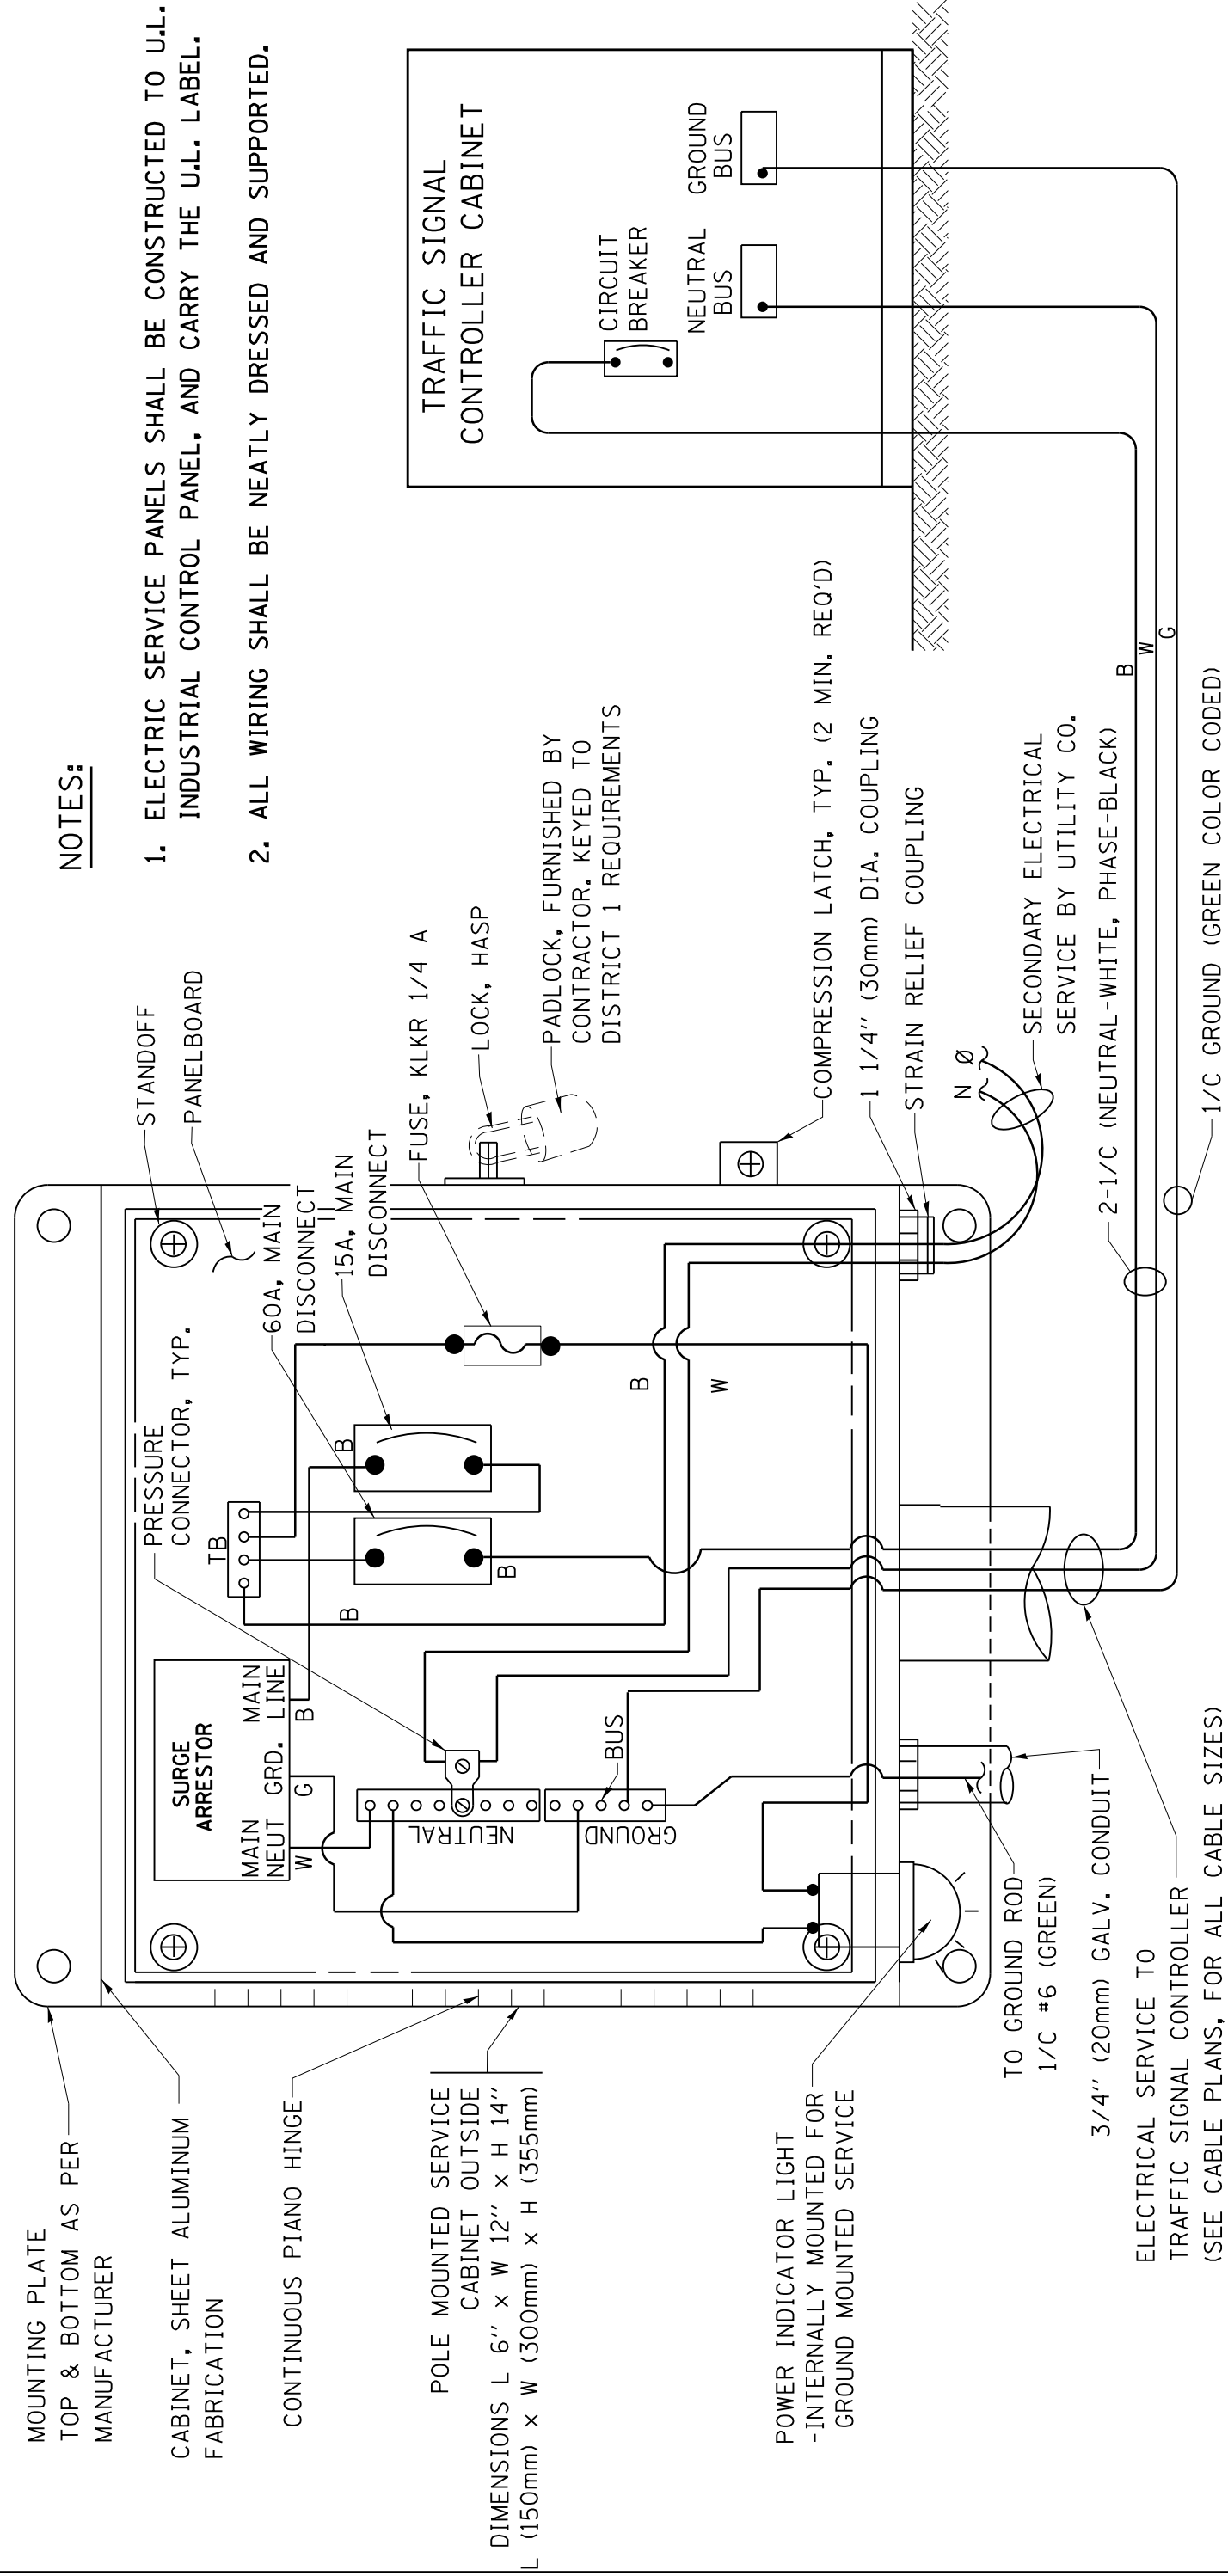 NOTES:
1. ELECTRIC SERVICE PANELS SHALL BE CONSTRUCTED TO U.L.
INDUSTRIAL CONTROL PANEL, AND CARRY THE U.L. LABEL.
2. ALL WIRING SHALL BE NEATLY DRESSED AND SUPPORTED.
MOUNTING PLATE
TOP & BOTTOM AS PER
MANUFACTURER
CABINET, SHEET ALUMINUM
FABRICATION
CONTINUOUS PIANO HINGE
POLE MOUNTED SERVICE
CABINET OUTSIDE
DIMENSIONS L 6'' x W 12'' x H 14''
L (150mm) x W (300mm) x H (355mm)
POWER INDICATOR LIGHT
-INTERNALLY MOUNTED FOR
GROUND MOUNTED SERVICE
TO GROUND ROD
1/C #6 (GREEN)
3/4'' (20mm) GALV. CONDUIT
ELECTRICAL SERVICE TO
TRAFFIC SIGNAL CONTROLLER
(SEE CABLE PLANS, FOR ALL CABLE SIZES)
SURGE
ARRESTOR
MAIN
NEUT
GRD.
MAIN
LINE
W
G
B
NEUTRAL
GROUND
BUS
PRESSURE
CONNECTOR, TYP.
TB
B
B
B
B
W
60A, MAIN
DISCONNECT
15A, MAIN
DISCONNECT
STANDOFF
PANELBOARD
FUSE, KLKR 1/4 A
LOCK, HASP
PADLOCK, FURNISHED BY
CONTRACTOR. KEYED TO
DISTRICT 1 REQUIREMENTS
COMPRESSION LATCH, TYP. (2 MIN. REQ'D)
1 1/4'' (30mm) DIA. COUPLING
STRAIN RELIEF COUPLING
N Ø
SECONDARY ELECTRICAL
SERVICE BY UTILITY CO.
2-1/C (NEUTRAL-WHITE, PHASE-BLACK)
1/C GROUND (GREEN COLOR CODED)
B
W
G
TRAFFIC SIGNAL
CONTROLLER CABINET
CIRCUIT
BREAKER
NEUTRAL
BUS
GROUND
BUS